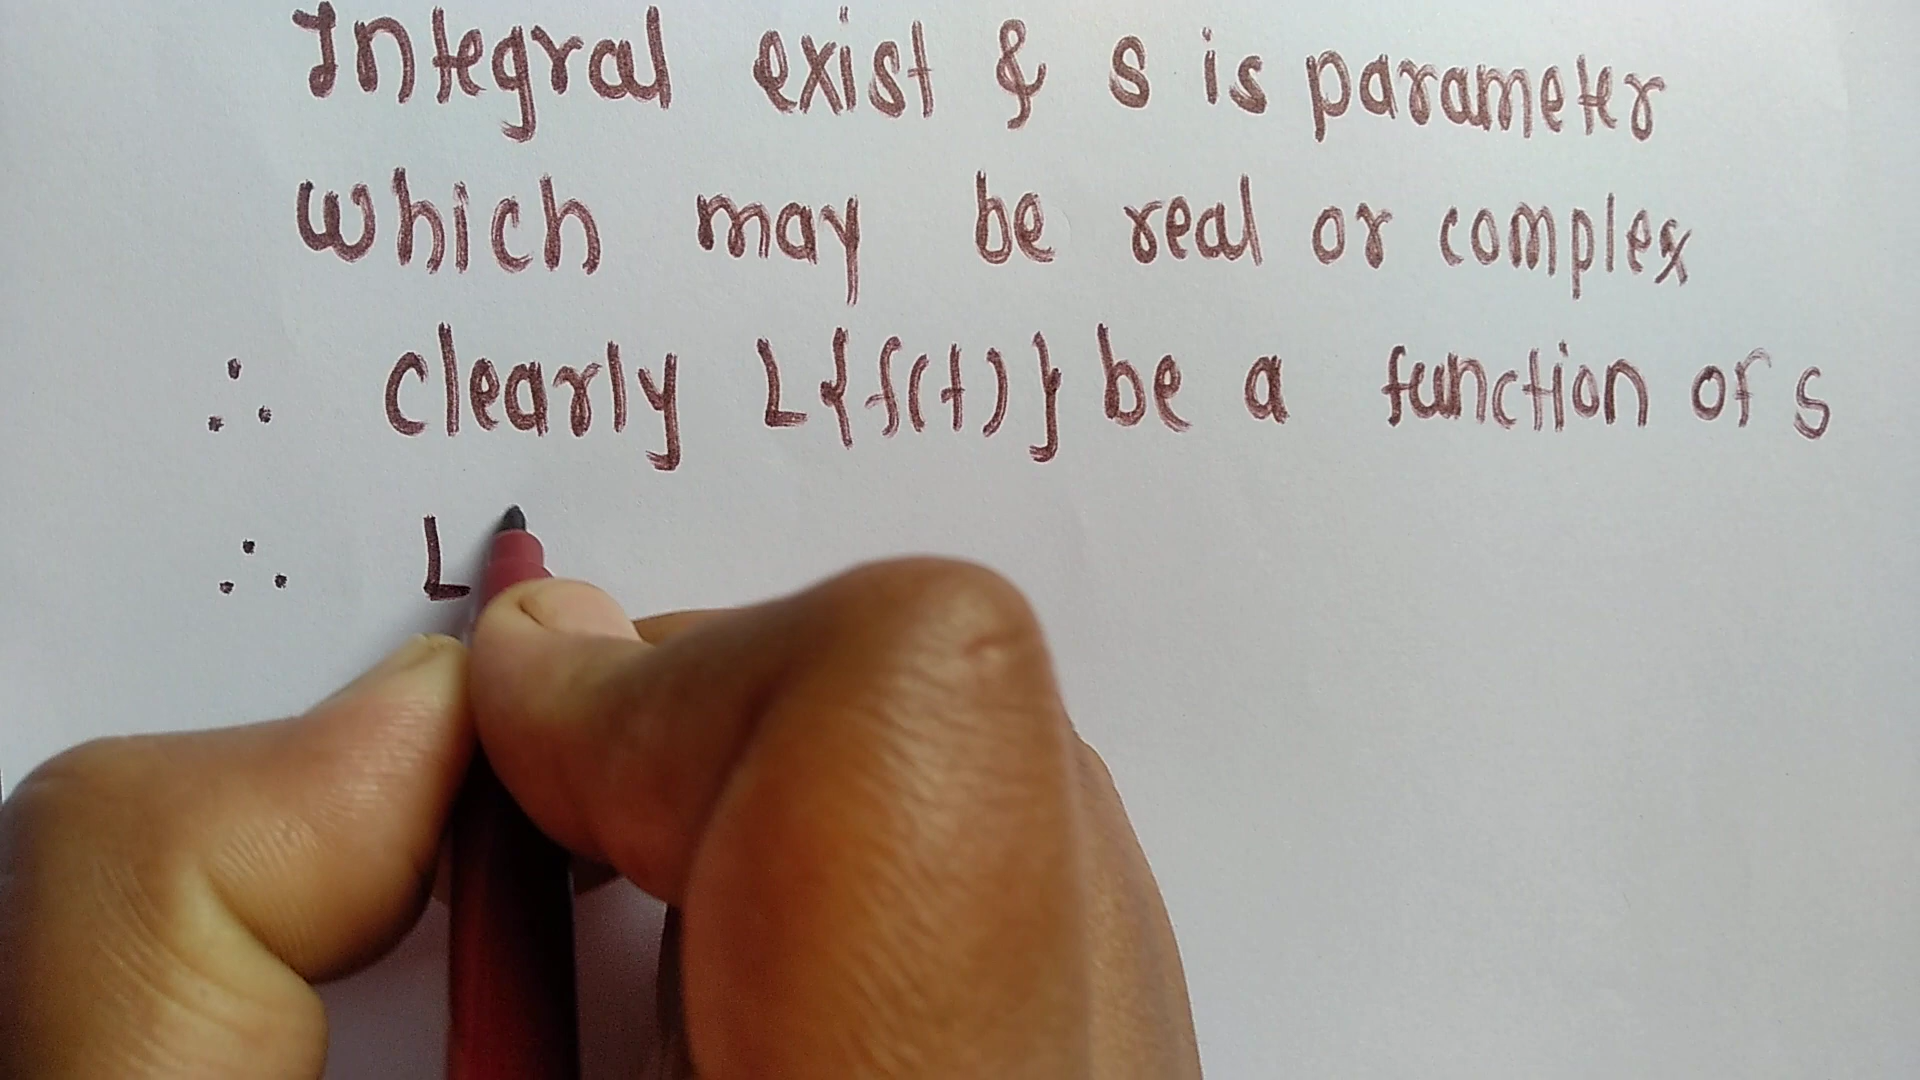 Integral exist & s is parameter
which may be real or complex
∴ clearly L{f(t)} be a function of s
∴ L